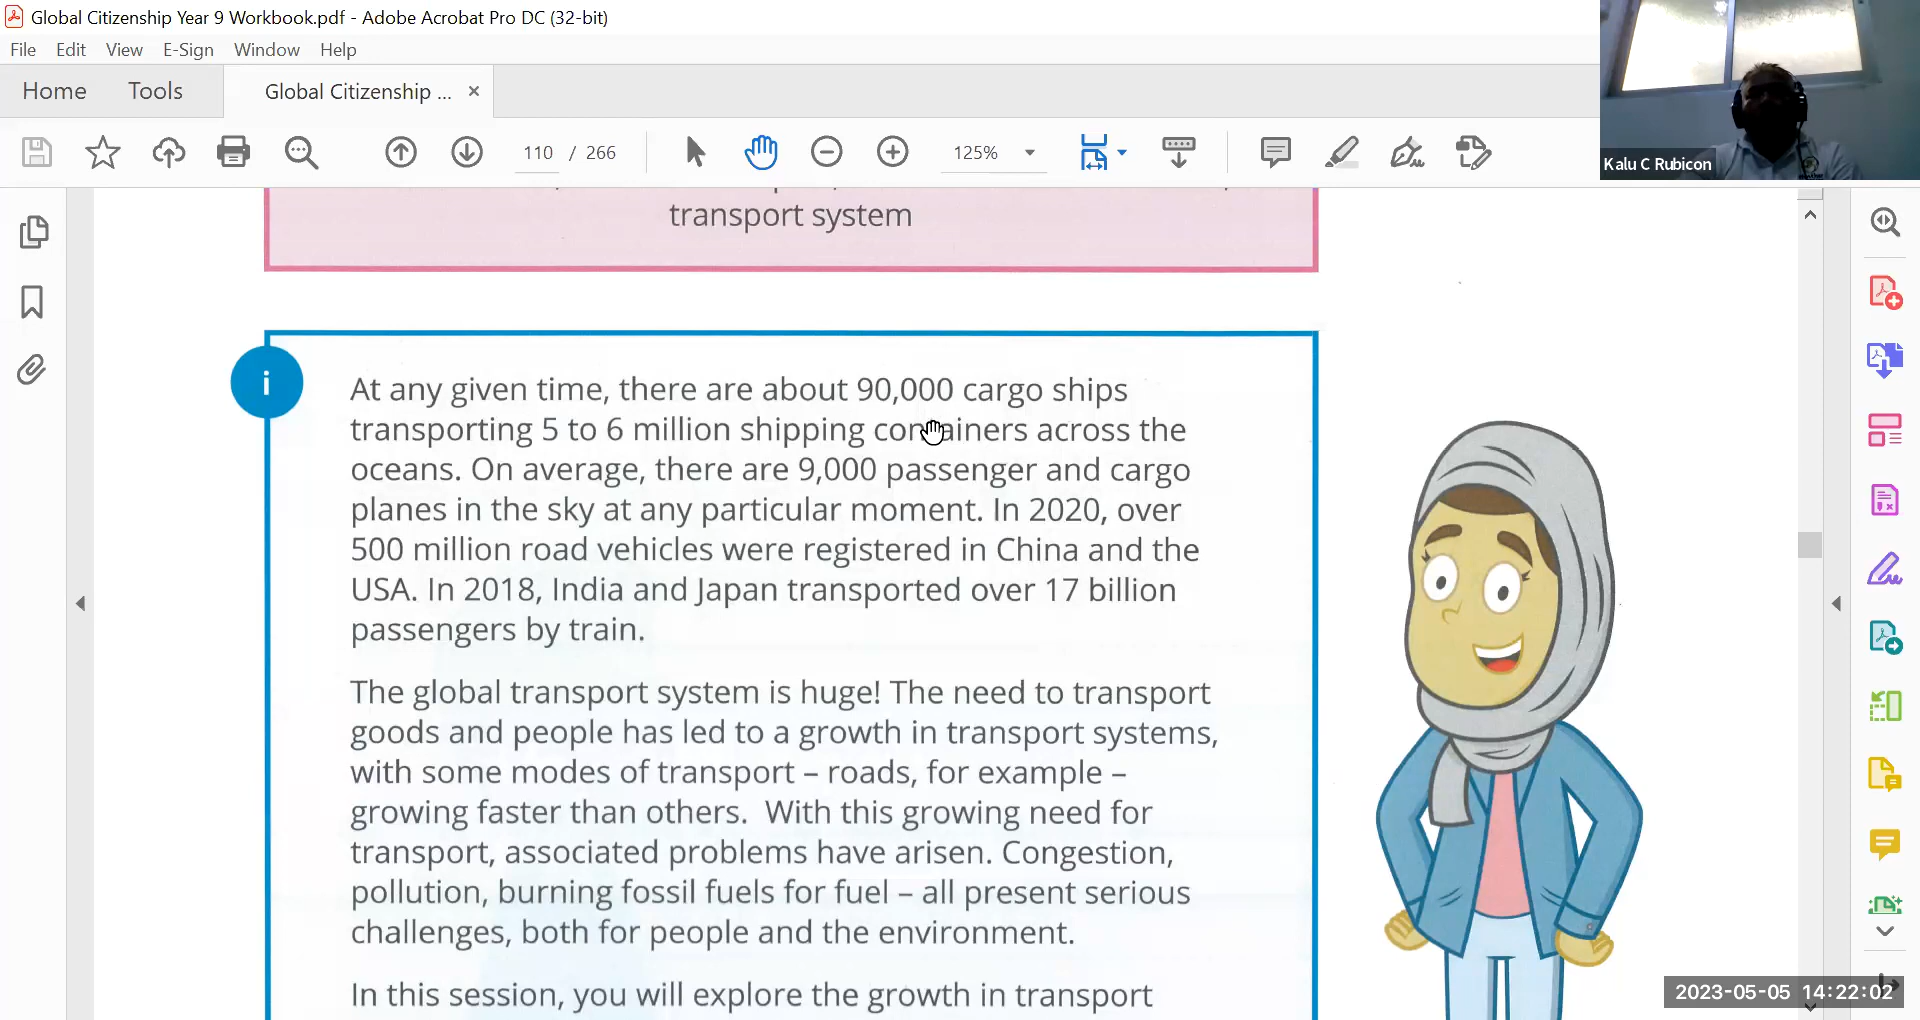 Global Citizenship Year 9 Workbook.pdf - Adobe Acrobat Pro DC (32-bit)
File Edit View E-Sign Window Help
Home Tools Global Citizenship ...
110 / 266 125%
Kalu C Rubicon
transport system
i
At any given time, there are about 90,000 cargo ships
transporting 5 to 6 million shipping containers across the
oceans. On average, there are 9,000 passenger and cargo
planes in the sky at any particular moment. In 2020, over
500 million road vehicles were registered in China and the
USA. In 2018, India and Japan transported over 17 billion
passengers by train.
The global transport system is huge! The need to transport
goods and people has led to a growth in transport systems,
with some modes of transport – roads, for example –
growing faster than others. With this growing need for
transport, associated problems have arisen. Congestion,
pollution, burning fossil fuels for fuel – all present serious
challenges, both for people and the environment.
In this session, you will explore the growth in transport
2023-05-05 14:22:02